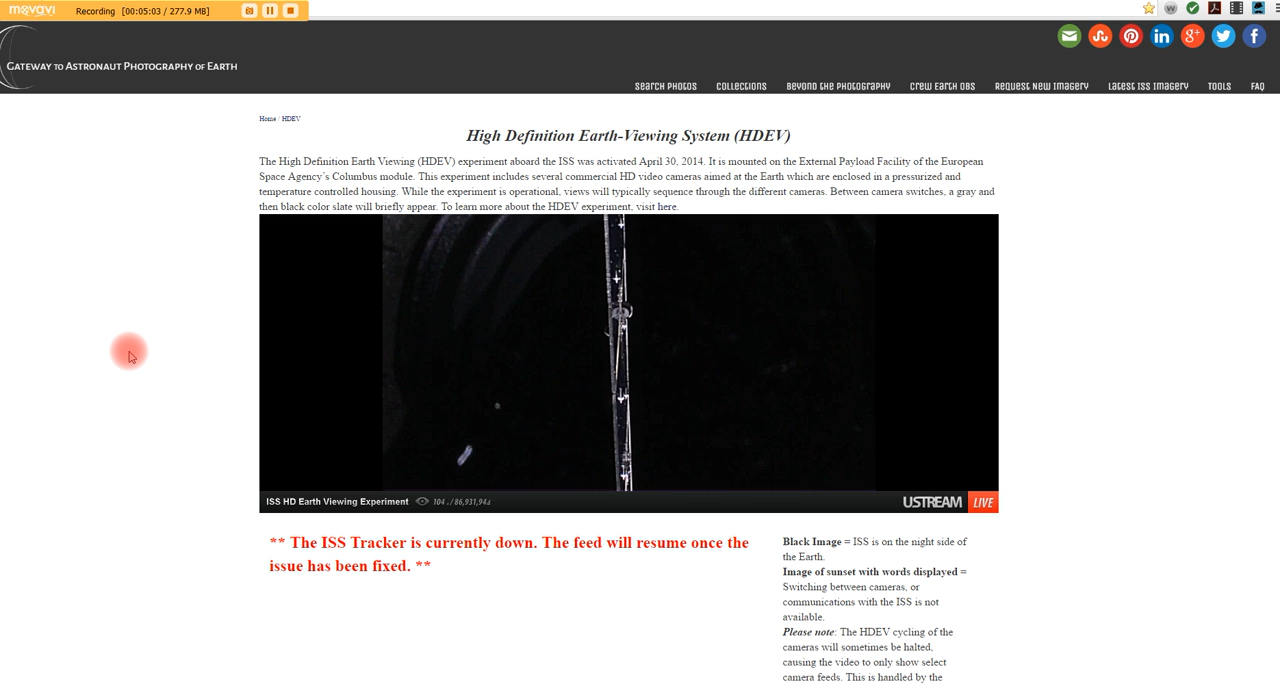 movavi Recording [00:05:03 / 277.9 MB]
GATEWAY TO ASTRONAUT PHOTOGRAPHY OF EARTH
Search Photos Collections Beyond the Photography Crew Earth Obs Request New Imagery Latest ISS Imagery Tools FAQ
Home / HDEV
High Definition Earth-Viewing System (HDEV)
The High Definition Earth Viewing (HDEV) experiment aboard the ISS was activated April 30, 2014. It is mounted on the External Payload Facility of the European
Space Agency's Columbus module. This experiment includes several commercial HD video cameras aimed at the Earth which are enclosed in a pressurized and
temperature controlled housing. While the experiment is operational, views will typically sequence through the different cameras. Between camera switches, a gray and
then black color slate will briefly appear. To learn more about the HDEV experiment, visit here.
ISS HD Earth Viewing Experiment
USTREAM LIVE
** The ISS Tracker is currently down. The feed will resume once the
issue has been fixed. **
Black Image = ISS is on the night side of
the Earth.
Image of sunset with words displayed =
Switching between cameras, or
communications with the ISS is not
available.
Please note: The HDEV cycling of the
cameras will sometimes be halted,
causing the video to only show select
camera feeds. This is handled by the